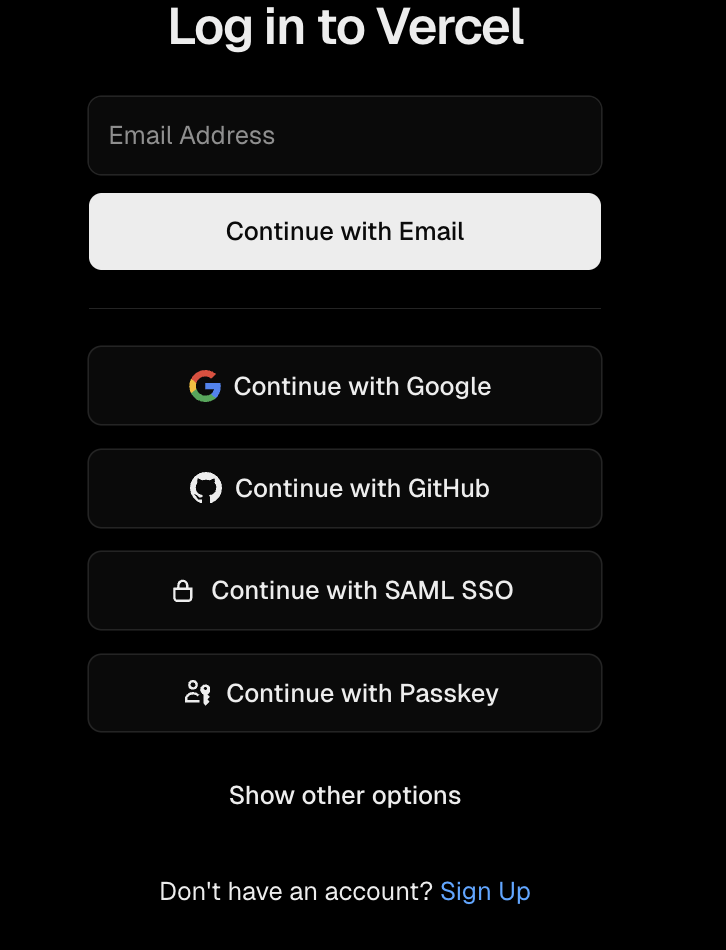 Log in to Vercel
Email Address
Continue with Email
Continue with Google
Continue with GitHub
Continue with SAML SSO
Continue with Passkey
Show other options
Don't have an account? Sign Up